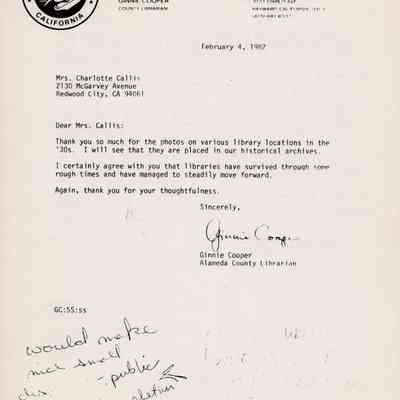 CALIFORNIA
GINNIE COOPER
COUNTY LIBRARIAN
February 4, 1982
Mrs. Charlotte Callis
2130 McGarvey Avenue
Redwood City, CA 94061
Dear Mrs. Callis:
Thank you so much for the photos on various library locations in the
'30s. I will see that they are placed in our historical archives.
I certainly agree with you that libraries have survived through some
rough times and have managed to steadily move forward.
Again, thank you for your thoughtfulness.
Sincerely,
Ginnie Cooper
Ginnie Cooper
Alameda County Librarian
GC:SS:ss
would make
nice small
public